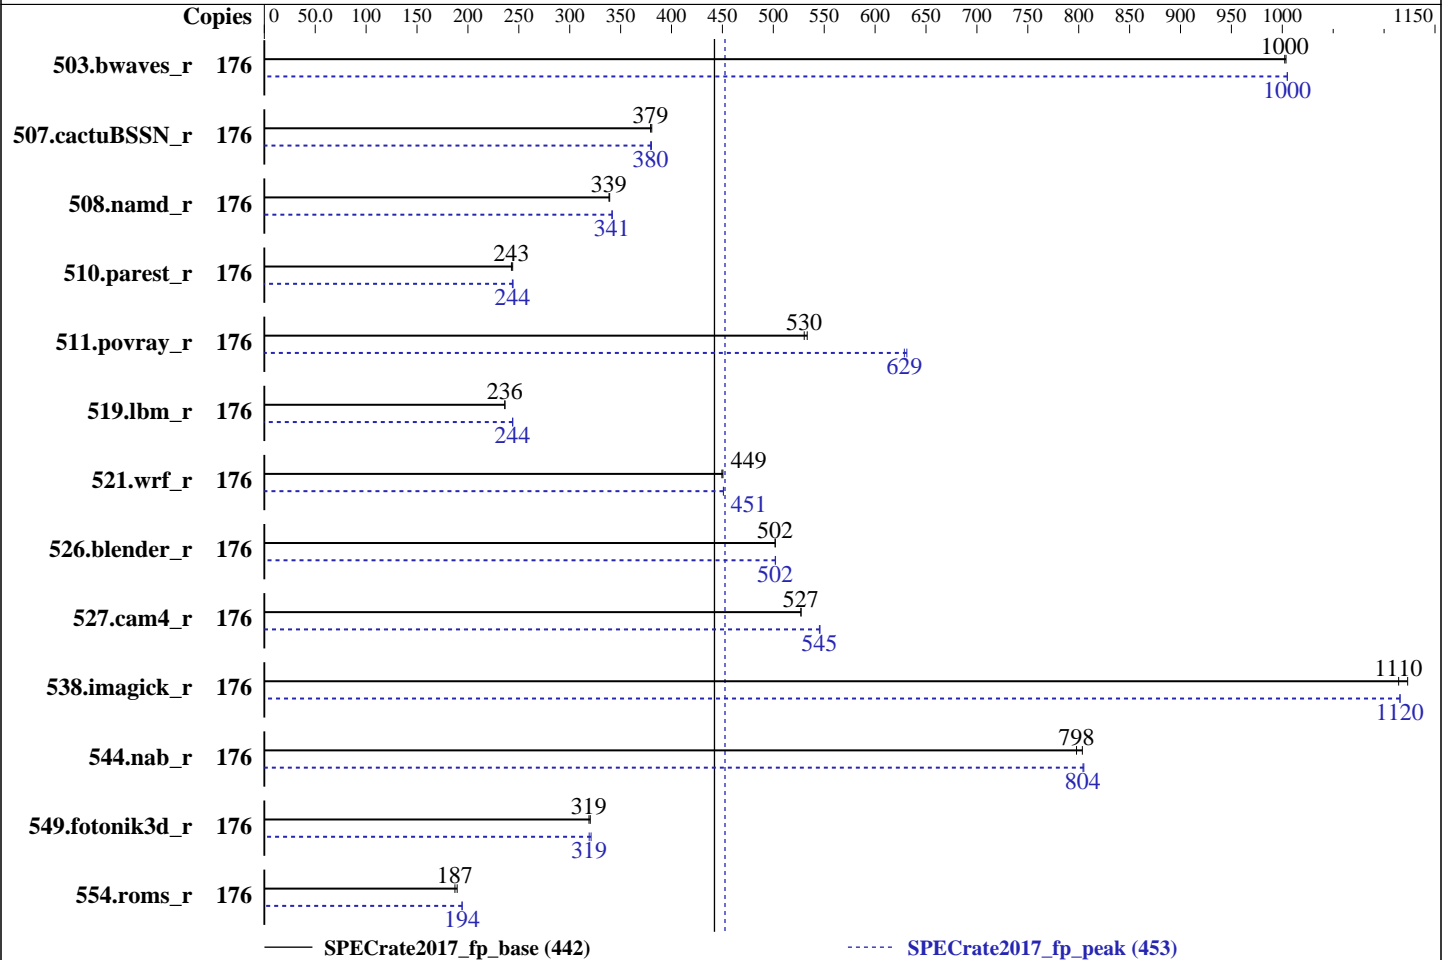 Copies 0 50.0 100 150 200 250 300 350 400 450 500 550 600 650 700 750 800 850 900 950 1000 1150
1000
503.bwaves_r 176
1000
379
507.cactuBSSN_r 176
380
339
508.namd_r 176
341
243
510.parest_r 176
244
530
511.povray_r 176
629
236
519.lbm_r 176
244
449
521.wrf_r 176
451
502
526.blender_r 176
502
527
527.cam4_r 176
545
1110
538.imagick_r 176
1120
798
544.nab_r 176
804
319
549.fotonik3d_r 176
319
187
554.roms_r 176
194
SPECrate2017_fp_base (442) SPECrate2017_fp_peak (453)